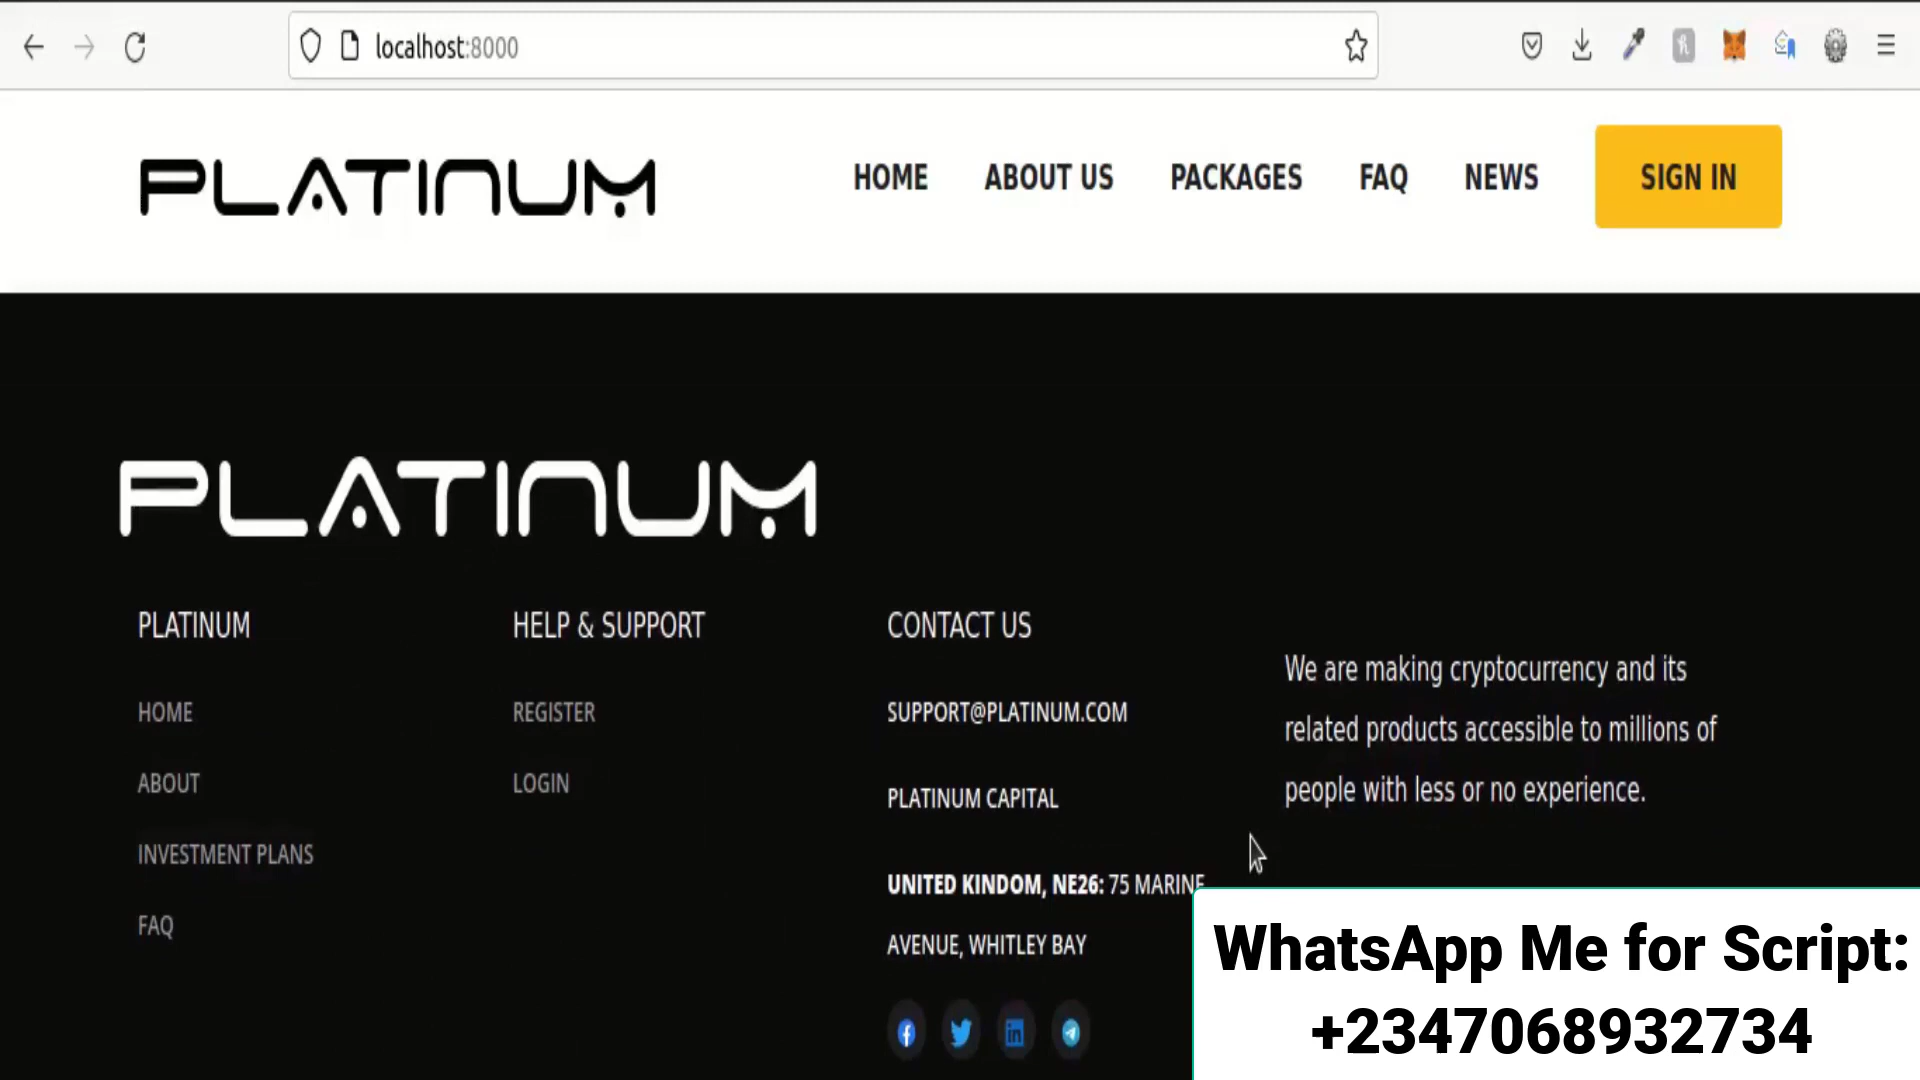 localhost:8000
PLATINUM
HOME ABOUT US PACKAGES FAQ NEWS SIGN IN
PLATINUM
PLATINUM
HOME
ABOUT
INVESTMENT PLANS
FAQ
HELP & SUPPORT
REGISTER
LOGIN
CONTACT US
SUPPORT@PLATINUM.COM
PLATINUM CAPITAL
UNITED KINDOM, NE26: 75 MARINE
AVENUE, WHITLEY BAY
We are making cryptocurrency and its
related products accessible to millions of
people with less or no experience.
WhatsApp Me for Script:
+2347068932734